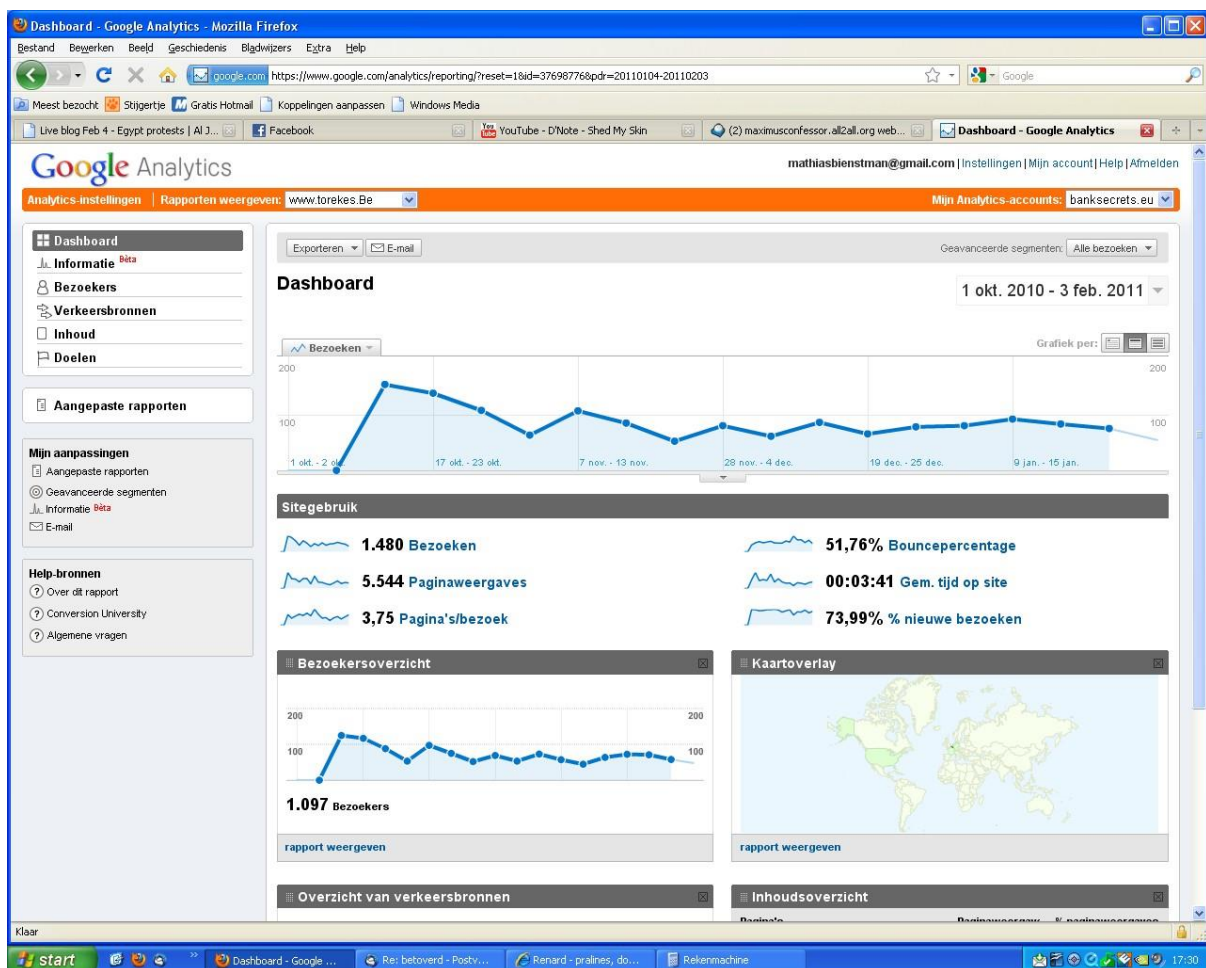 Dashboard - Google Analytics - Mozilla Firefox
Bestand Bewerken Beeld Geschiedenis Bladwijzers Extra Help
google.com https://www.google.com/analytics/reporting/?reset=1&id=37698776&pdr=20110104-20110203
Google
Meest bezocht Stijgertje Gratis Hotmail Koppelingen aanpassen Windows Media
Live blog Feb 4 - Egypt protests | Al J... Facebook YouTube - D'Note - Shed My Skin (2) maximusconfessor.all2all.org web... Dashboard - Google Analytics
Google Analytics
mathiasbienstman@gmail.com | Instellingen | Mijn account | Help | Afmelden
Analytics-instellingen | Rapporten weergeven: www.torekes.Be Mijn Analytics-accounts: banksecrets.eu
Dashboard
Informatie Bèta
Bezoekers
Verkeersbronnen
Inhoud
Doelen
Aangepaste rapporten
Mijn aanpassingen
Aangepaste rapporten
Geavanceerde segmenten
Informatie Bèta
E-mail
Help-bronnen
Over dit rapport
Conversion University
Algemene vragen
Exporteren E-mail Geavanceerde segmenten: Alle bezoeken
Dashboard
1 okt. 2010 - 3 feb. 2011
Bezoeken Grafiek per:
200 200
100 100
1 okt. - 2 okt. 17 okt. - 23 okt. 7 nov. - 13 nov. 28 nov. - 4 dec. 19 dec. - 25 dec. 9 jan. - 15 jan.
Sitegebruik
1.480 Bezoeken 51,76% Bouncepercentage
5.544 Paginaweergaves 00:03:41 Gem. tijd op site
3,75 Pagina's/bezoek 73,99% % nieuwe bezoeken
Bezoekersoverzicht
200 200
100 100
1.097 Bezoekers
rapport weergeven
Kaartoverlay
rapport weergeven
Overzicht van verkeersbronnen
Inhoudsoverzicht
Pagina's Paginaweergav... % paginaweergaves
Klaar
start Dashboard - Google ... Re: betoverd - Postv... Renard - pralines, do... Rekenmachine 17:30